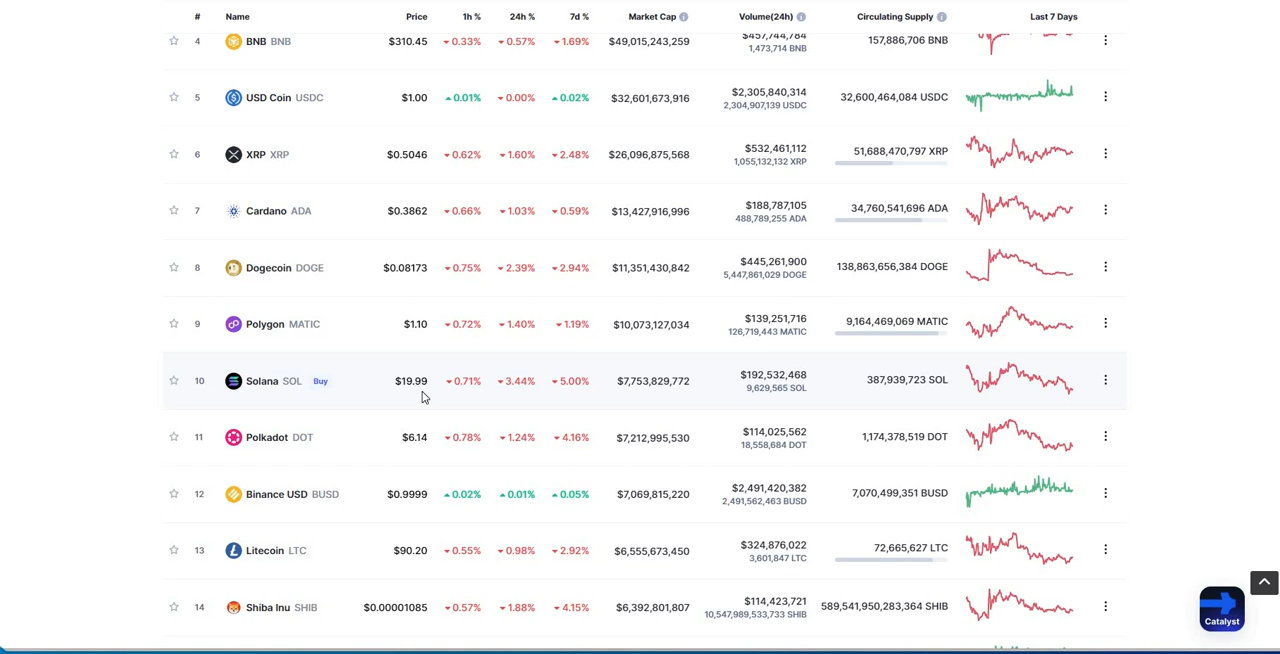 # Name Price 1h % 24h % 7d % Market Cap Volume(24h) Circulating Supply Last 7 Days
4 BNB BNB $310.45 0.33% 0.57% 1.69% $49,015,243,259 $457,744,784 157,886,706 BNB
1,473,714 BNB
5 USD Coin USDC $1.00 0.01% 0.00% 0.02% $32,601,673,916 $2,305,840,314 32,600,464,084 USDC
2,304,907,139 USDC
6 XRP XRP $0.5046 0.62% 1.60% 2.48% $26,096,875,568 $532,461,112 51,688,470,797 XRP
1,055,132,132 XRP
7 Cardano ADA $0.3862 0.66% 1.03% 0.59% $13,427,916,996 $188,787,105 34,760,541,696 ADA
488,789,255 ADA
8 Dogecoin DOGE $0.08173 0.75% 2.39% 2.94% $11,351,430,842 $445,261,900 138,863,656,384 DOGE
5,447,861,029 DOGE
9 Polygon MATIC $1.10 0.72% 1.40% 1.19% $10,073,127,034 $139,251,716 9,164,469,069 MATIC
126,719,443 MATIC
10 Solana SOL Buy $19.99 0.71% 3.44% 5.00% $7,753,829,772 $192,532,468 387,939,723 SOL
9,629,565 SOL
11 Polkadot DOT $6.14 0.78% 1.24% 4.16% $7,212,995,530 $114,025,562 1,174,378,519 DOT
18,558,684 DOT
12 Binance USD BUSD $0.9999 0.02% 0.01% 0.05% $7,069,815,220 $2,491,420,382 7,070,499,351 BUSD
2,491,562,463 BUSD
13 Litecoin LTC $90.20 0.55% 0.98% 2.92% $6,555,673,450 $324,876,022 72,665,627 LTC
3,601,847 LTC
14 Shiba Inu SHIB $0.00001085 0.57% 1.88% 4.15% $6,392,801,807 $114,423,721 589,541,950,283,364 SHIB
10,547,989,533,733 SHIB
Catalyst